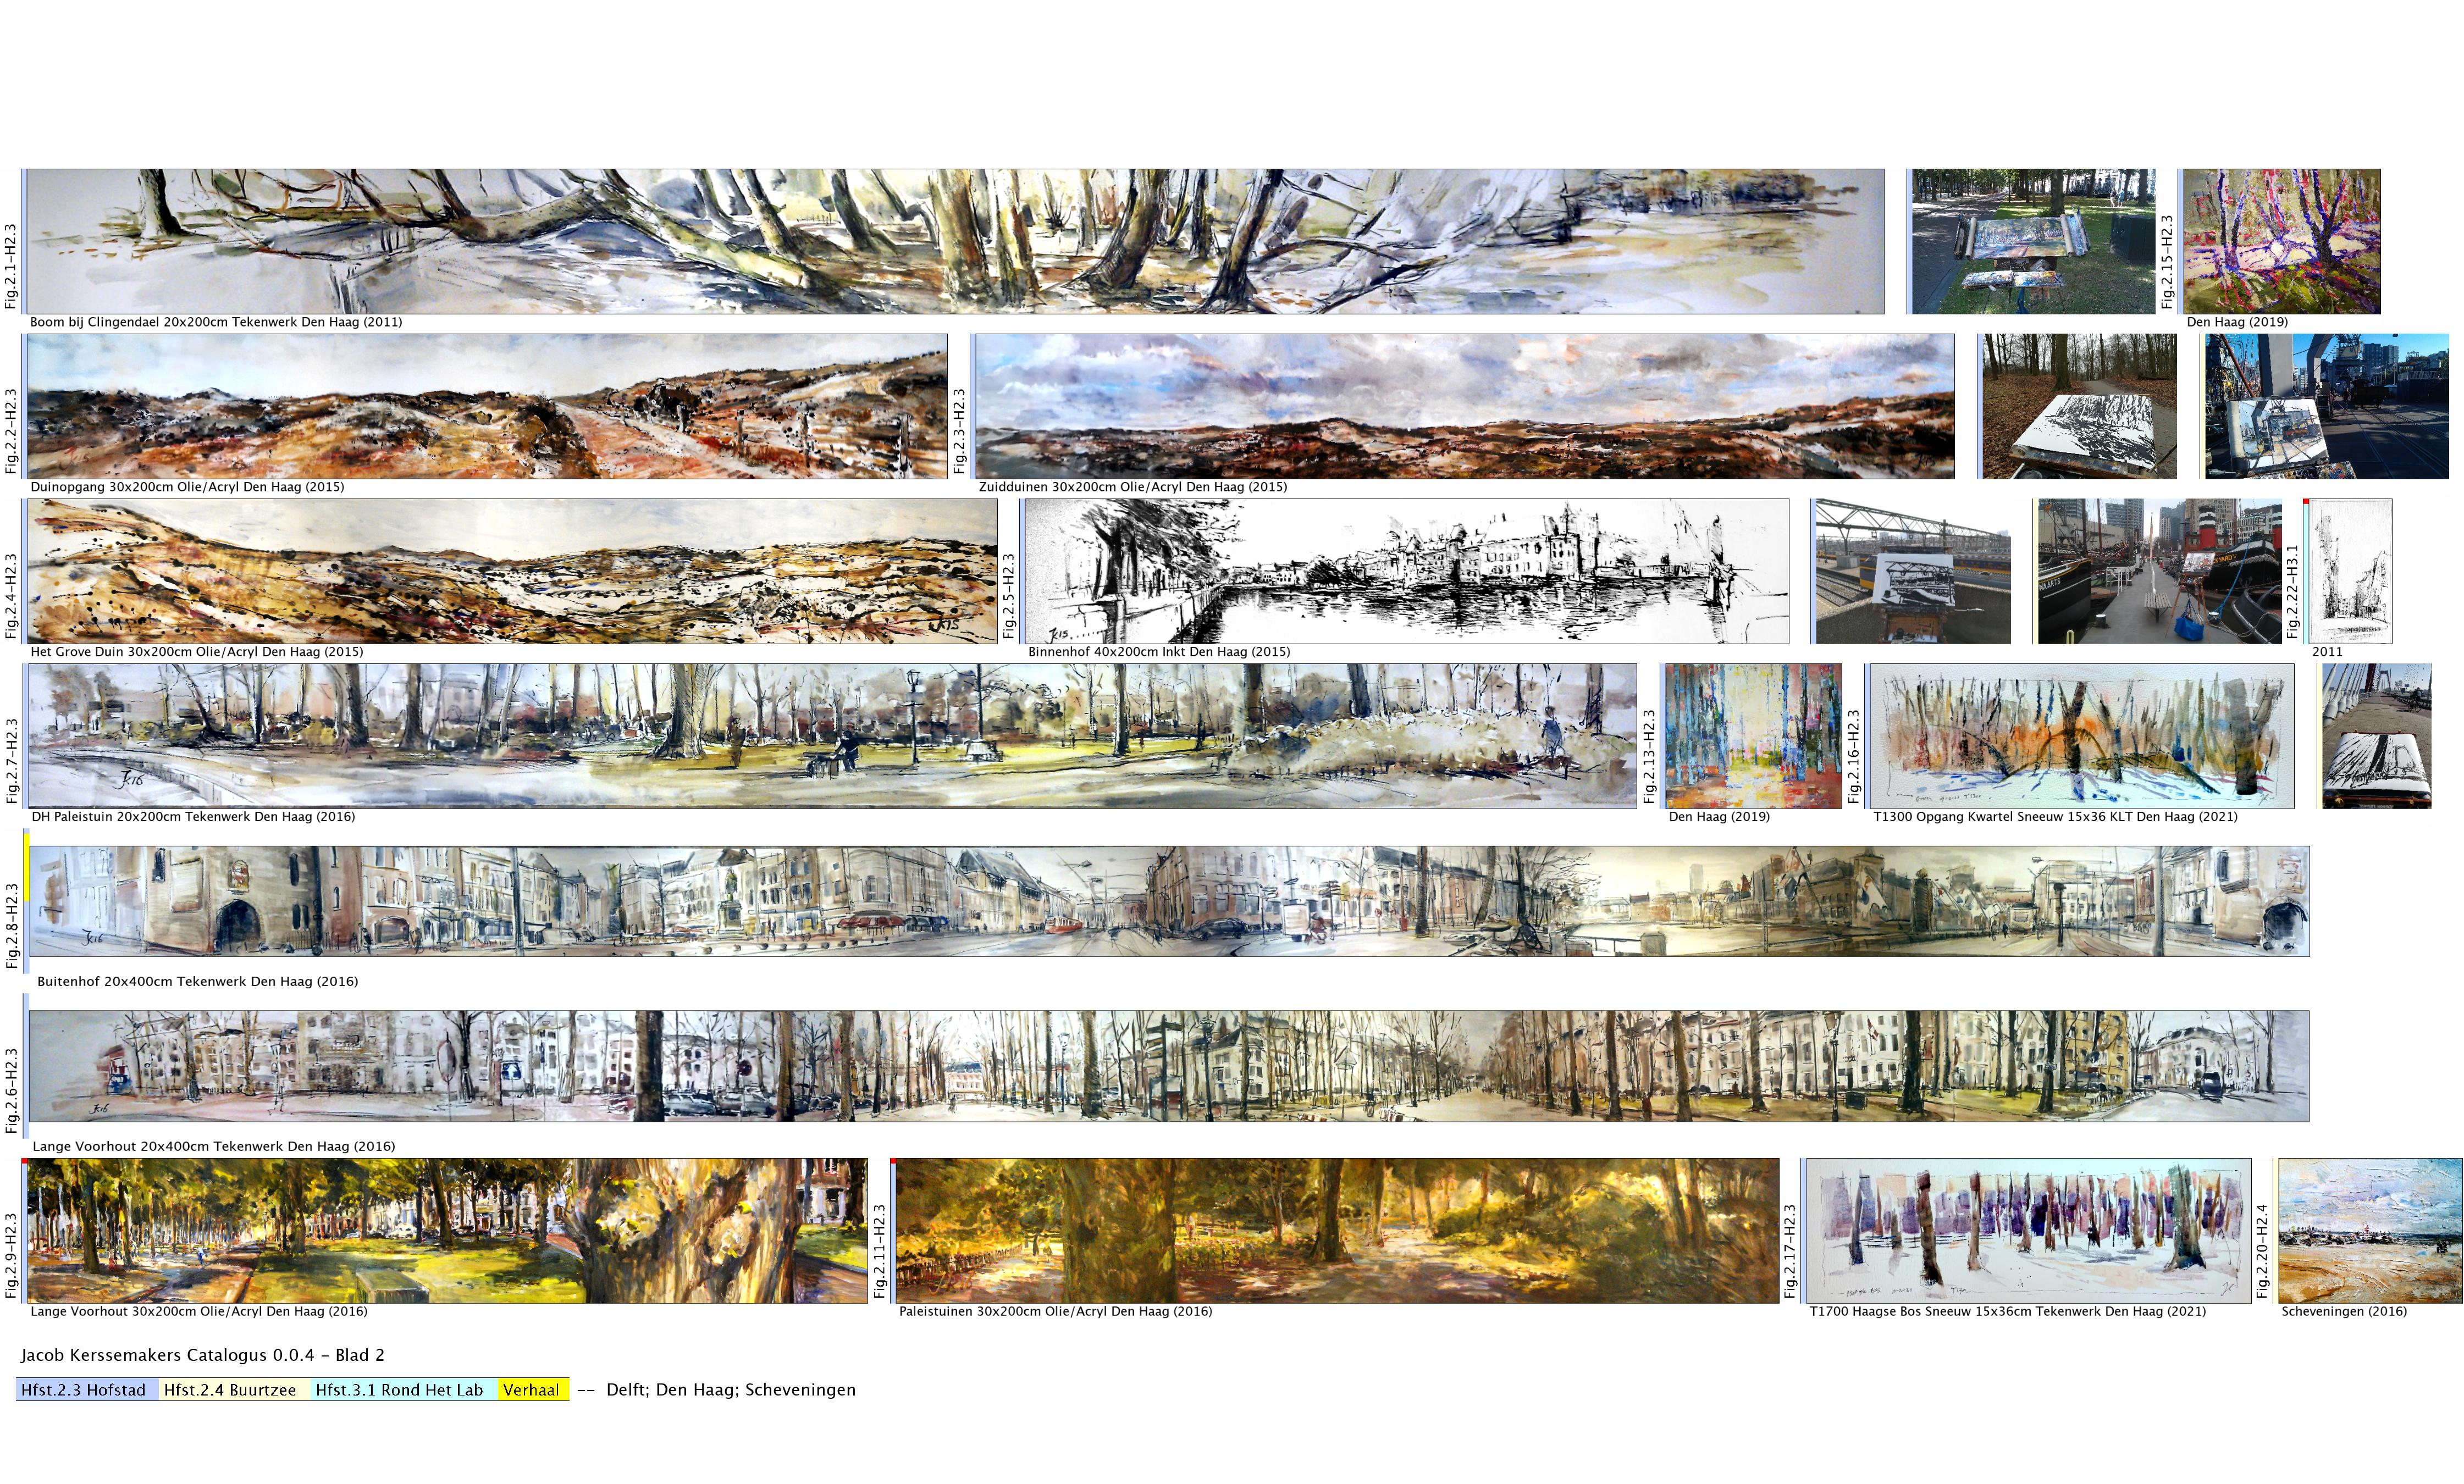 Fig.2.1-H2.3
Boom bij Clingendael 20x200cm Tekenwerk Den Haag (2011)
Fig.2.15-H2.3
Den Haag (2019)
Fig.2.2-H2.3
Duinopgang 30x200cm Olie/Acryl Den Haag (2015)
Fig.2.3-H2.3
Zuidduinen 30x200cm Olie/Acryl Den Haag (2015)
Fig.2.4-H2.3
JK15
Het Grove Duin 30x200cm Olie/Acryl Den Haag (2015)
Fig.2.5-H2.3
JK15
Binnenhof 40x200cm Inkt Den Haag (2015)
Fig.2.22-H3.1
2011
Fig.2.7-H2.3
JK16
DH Paleistuin 20x200cm Tekenwerk Den Haag (2016)
Fig.2.13-H2.3
Den Haag (2019)
Fig.2.16-H2.3
T1300 Opgang Kwartel Sneeuw 15x36 KLT Den Haag (2021)
Fig.2.8-H2.3
JK16
Buitenhof 20x400cm Tekenwerk Den Haag (2016)
Fig.2.6-H2.3
JK16
Lange Voorhout 20x400cm Tekenwerk Den Haag (2016)
Fig.2.9-H2.3
Lange Voorhout 30x200cm Olie/Acryl Den Haag (2016)
Fig.2.11-H2.3
Paleistuinen 30x200cm Olie/Acryl Den Haag (2016)
Fig.2.17-H2.3
Haagse Bos
T1700 Haagse Bos Sneeuw 15x36cm Tekenwerk Den Haag (2021)
Fig.2.20-H2.4
Scheveningen (2016)
Jacob Kerssemakers Catalogus 0.0.4 - Blad 2
Hfst.2.3 Hofstad Hfst.2.4 Buurtzee Hfst.3.1 Rond Het Lab Verhaal -- Delft; Den Haag; Scheveningen